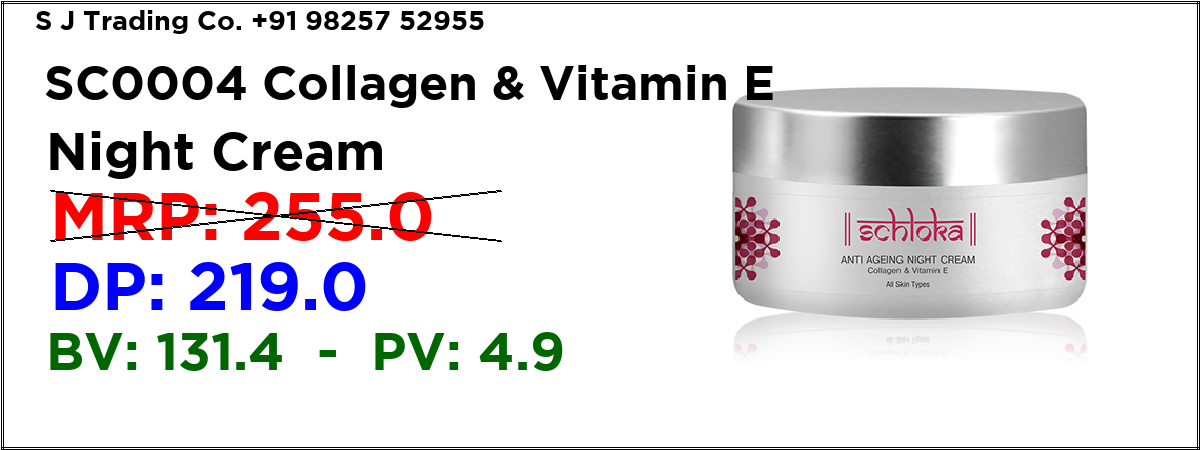 S J Trading Co. +91 98257 52955
SC0004 Collagen & Vitamin E
Night Cream
MRP: 255.0
DP: 219.0
BV: 131.4 - PV: 4.9
|| schloka ||
ANTI AGEING NIGHT CREAM
Collagen & Vitamin E
All Skin Types